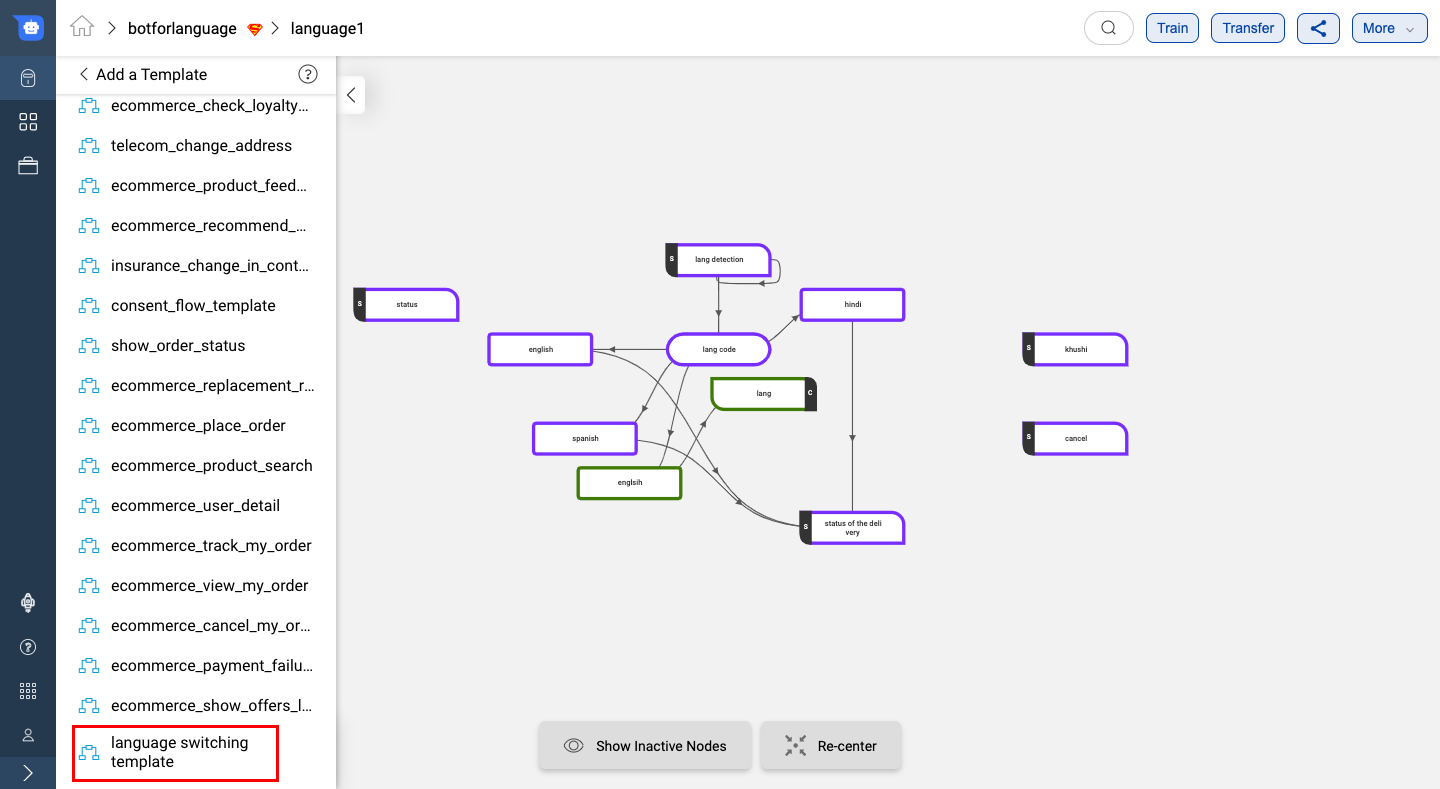 botforlanguage
language1
Train
Transfer
More
Add a Template
?
ecommerce_check_loyalty...
telecom_change_address
ecommerce_product_feed...
ecommerce_recommend_...
insurance_change_in_cont...
consent_flow_template
show_order_status
ecommerce_replacement_r...
ecommerce_place_order
ecommerce_product_search
ecommerce_user_detail
ecommerce_track_my_order
ecommerce_view_my_order
ecommerce_cancel_my_or...
ecommerce_payment_failu...
ecommerce_show_offers_l...
language switching
template
?
S
lang detection
S
status
hindi
english
lang code
S
khushi
lang
C
spanish
S
cancel
englsih
S
status of the deli
very
Show Inactive Nodes
Re-center